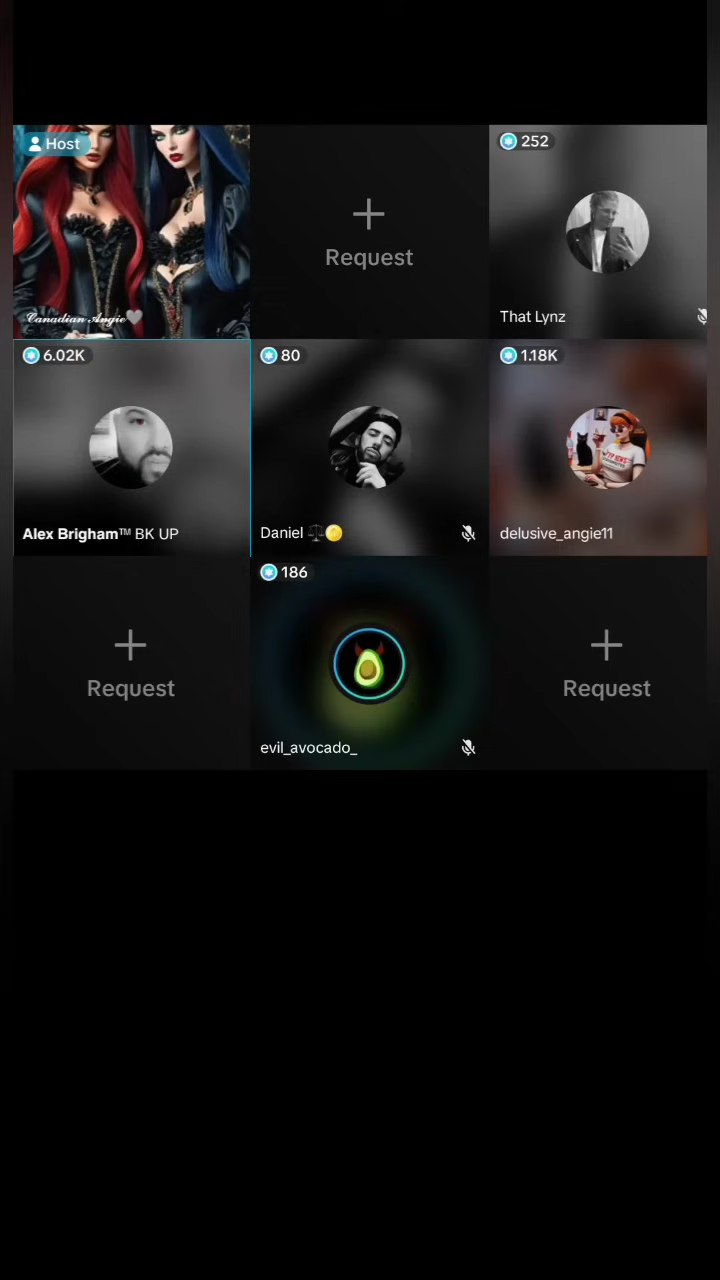 Host
252
Request
Canadian Angie🤍
That Lynz
6.02K
80
1.18K
Alex Brigham™ BK UP
Daniel ⚖️🪙
delusive_angie11
186
Request
Request
evil_avocado_